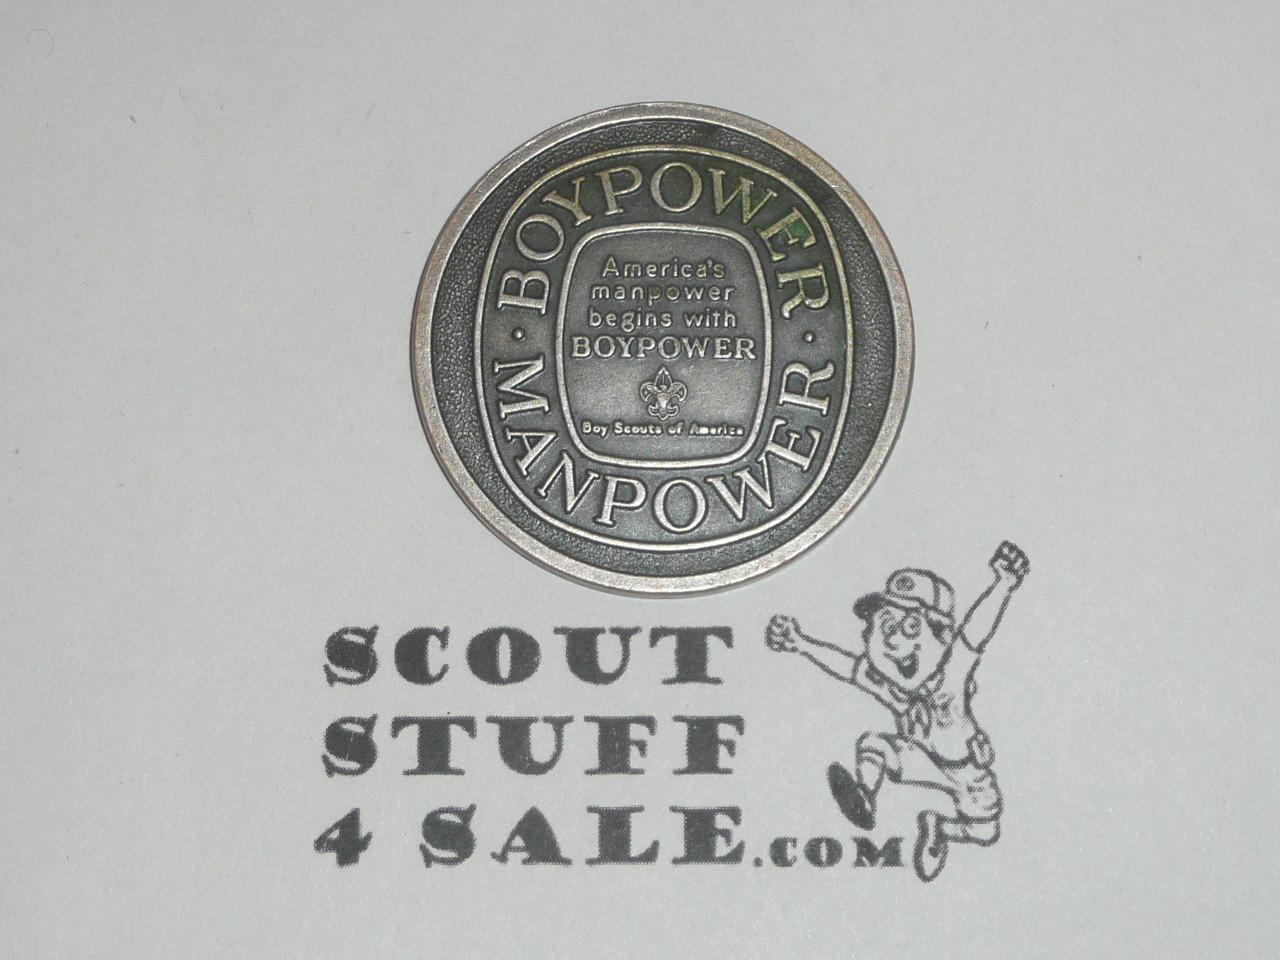 BOYPOWER · MANPOWER ·
America's
manpower
begins with
BOYPOWER
Boy Scouts of America
SCOUT
STUFF
4 SALE.COM